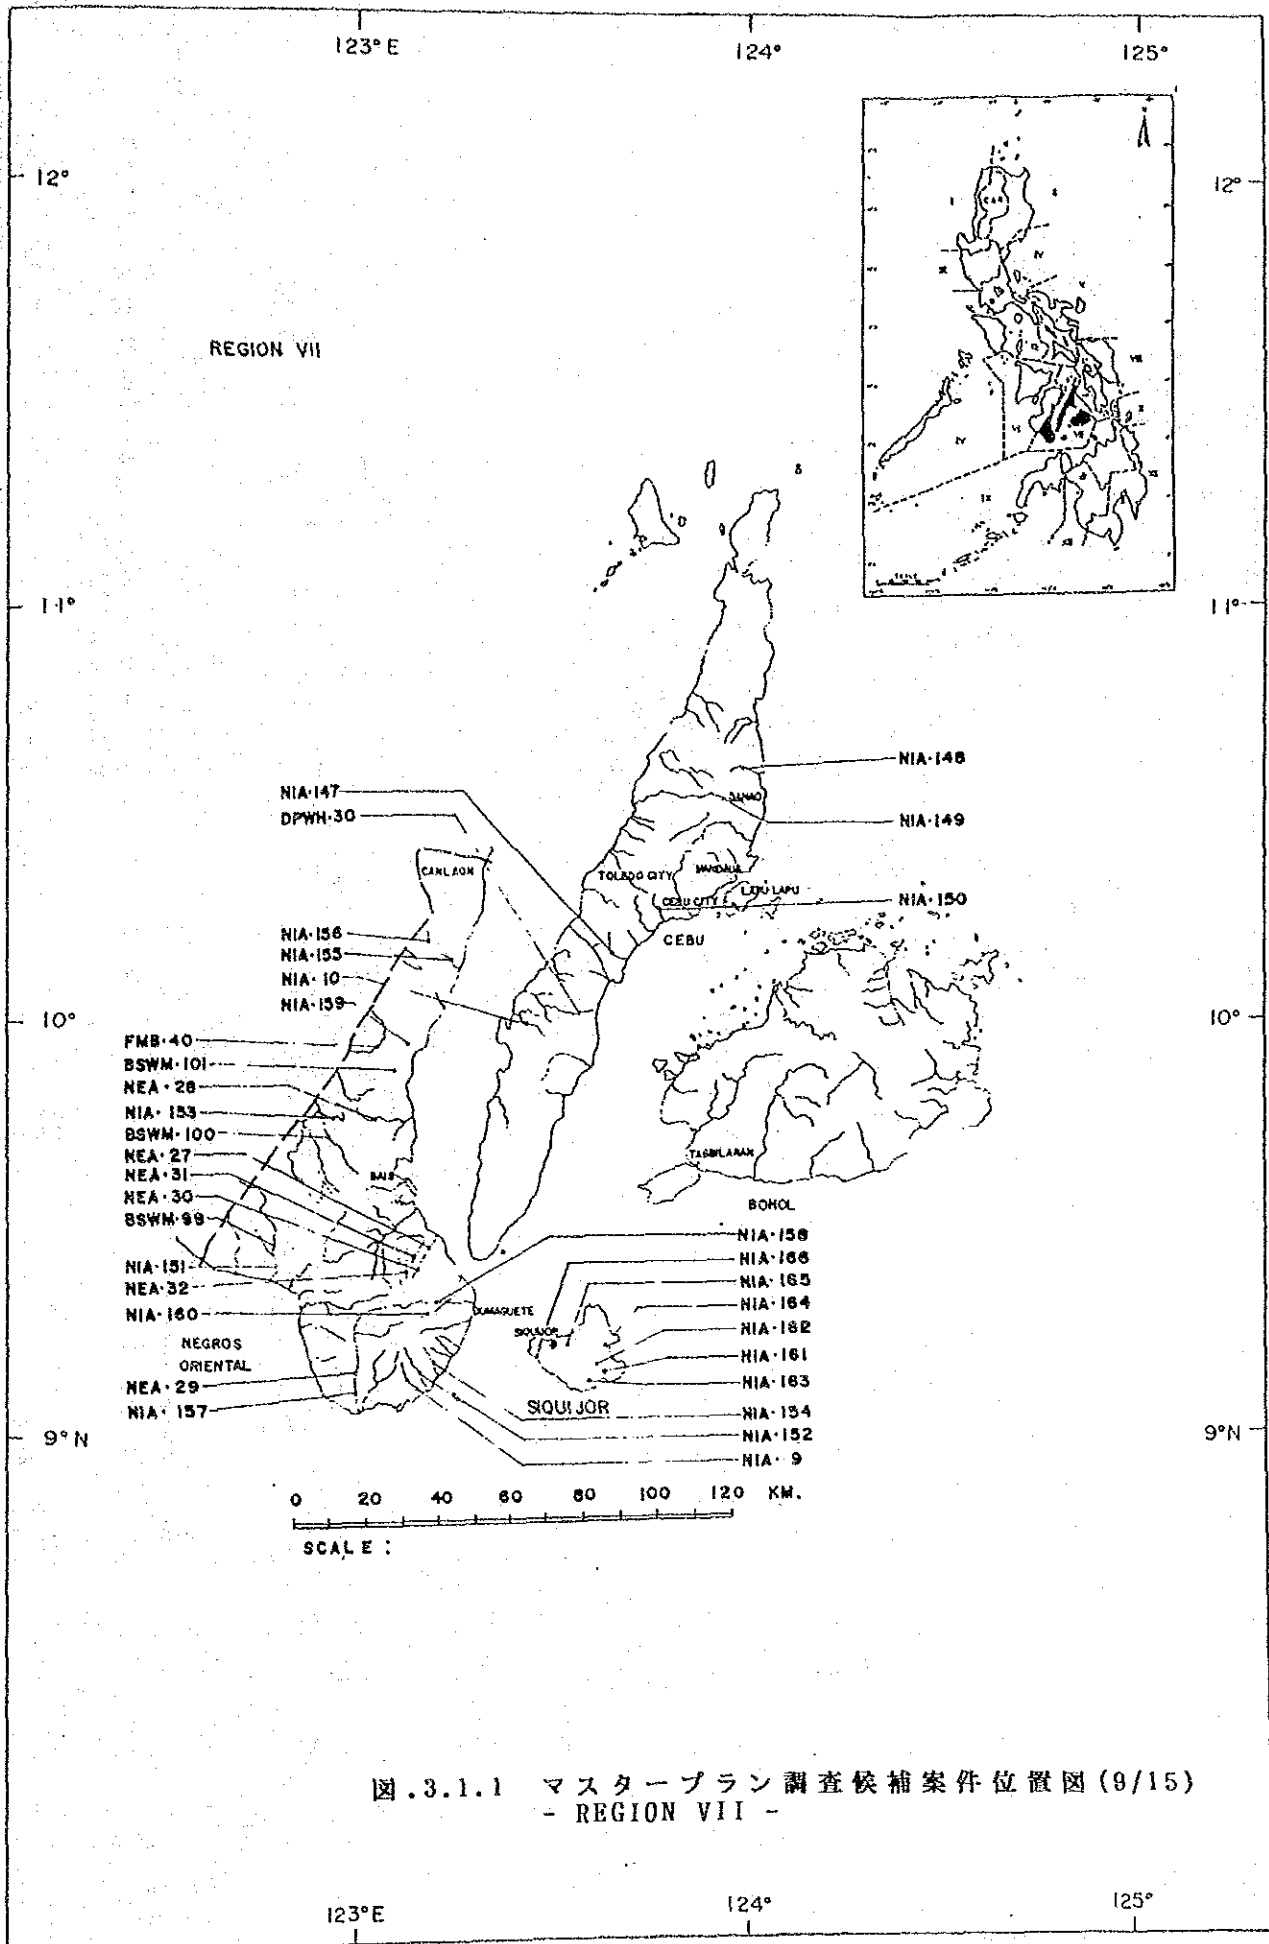 123° E
124°
125°
12°
12°
CAR
REGION VII
11°
11°
NIA-148
NIA-147
DPWH-30
DANAO
NIA-149
CANLAON
TOLEDO CITY
MANDAUE
LAPU LAPU
CEBU CITY
NIA-150
NIA-156
CEBU
NIA-155
NIA-10
NIA-159
10°
10°
FMB-40
BSWM-101
NEA-28
NIA-153
BSWM-100
NEA-27
TAGBILARAN
NEA-31
BAIS
NEA-30
BOHOL
BSWM-99
NIA-158
NIA-166
NIA-151
NIA-165
NEA-32
NIA-164
NIA-160
DUMAGUETE
SIQUIJOR
NIA-162
NEGROS
ORIENTAL
NIA-161
NEA-29
NIA-163
NIA-157
SIQUIJOR
NIA-154
9° N
9° N
NIA-152
NIA-9
0 20 40 60 80 100 120 KM.
SCALE :
図.3.1.1 マスタープラン調査候補案件位置図(9/15)
- REGION VII -
123° E
124°
125°